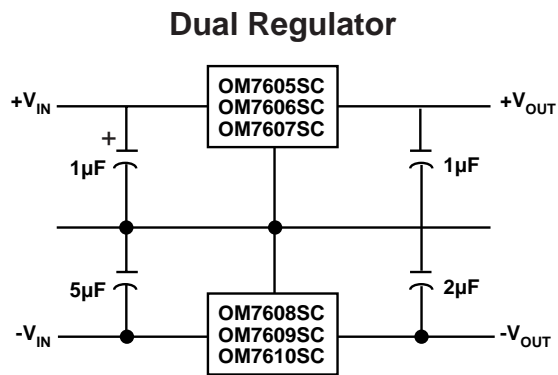 Dual Regulator
OM7605SC
OM7606SC
OM7607SC
+VIN
+VOUT
+
1µF
1µF
5µF
2µF
OM7608SC
OM7609SC
OM7610SC
-VIN
-VOUT